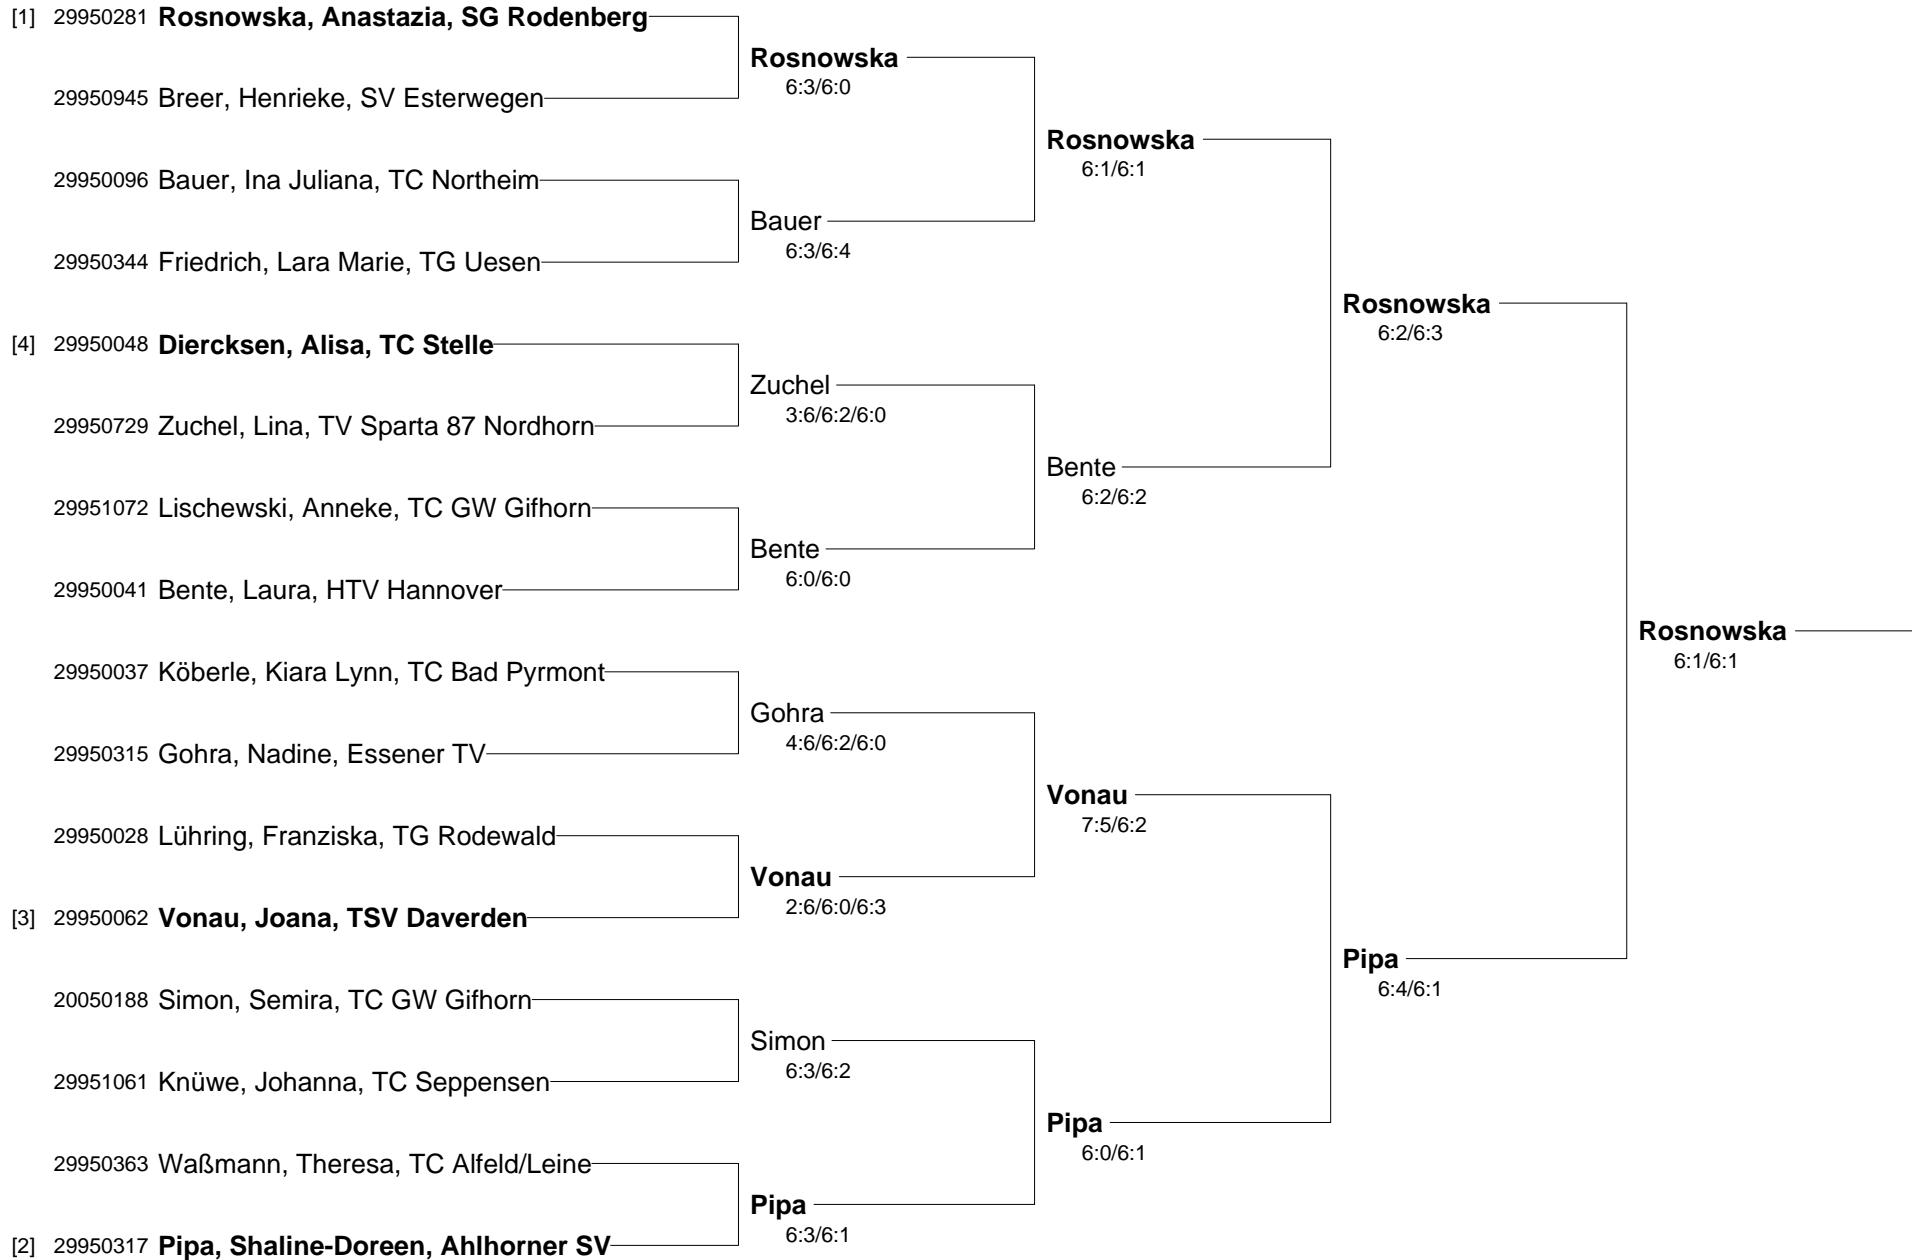 [1] 29950281 Rosnowska, Anastazia, SG Rodenberg
Rosnowska
6:3/6:0
29950945 Breer, Henrieke, SV Esterwegen
Rosnowska
6:1/6:1
29950096 Bauer, Ina Juliana, TC Northeim
Bauer
6:3/6:4
29950344 Friedrich, Lara Marie, TG Uesen
Rosnowska
6:2/6:3
[4] 29950048 Diercksen, Alisa, TC Stelle
Zuchel
3:6/6:2/6:0
29950729 Zuchel, Lina, TV Sparta 87 Nordhorn
Bente
6:2/6:2
29951072 Lischewski, Anneke, TC GW Gifhorn
Bente
6:0/6:0
29950041 Bente, Laura, HTV Hannover
Rosnowska
6:1/6:1
29950037 Köberle, Kiara Lynn, TC Bad Pyrmont
Gohra
4:6/6:2/6:0
29950315 Gohra, Nadine, Essener TV
Vonau
7:5/6:2
29950028 Lühring, Franziska, TG Rodewald
Vonau
2:6/6:0/6:3
[3] 29950062 Vonau, Joana, TSV Daverden
Pipa
6:4/6:1
20050188 Simon, Semira, TC GW Gifhorn
Simon
6:3/6:2
29951061 Knüwe, Johanna, TC Seppensen
Pipa
6:0/6:1
29950363 Waßmann, Theresa, TC Alfeld/Leine
Pipa
6:3/6:1
[2] 29950317 Pipa, Shaline-Doreen, Ahlhorner SV